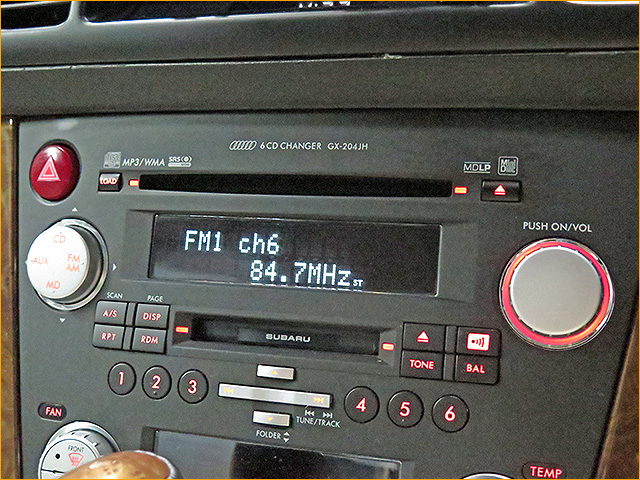 6 CD CHANGER GX-204JH
MP3/WMA SRS
MDLP
LOAD
PUSH ON/VOL
FM1 ch6
84.7MHz ST
CD
AUX
FM
AM
MD
SCAN PAGE
A/S DISP
RPT RDM
SUBARU
TONE BAL
1 2 3
4 5 6
TUNE/TRACK
FOLDER
FAN
FRONT
TEMP